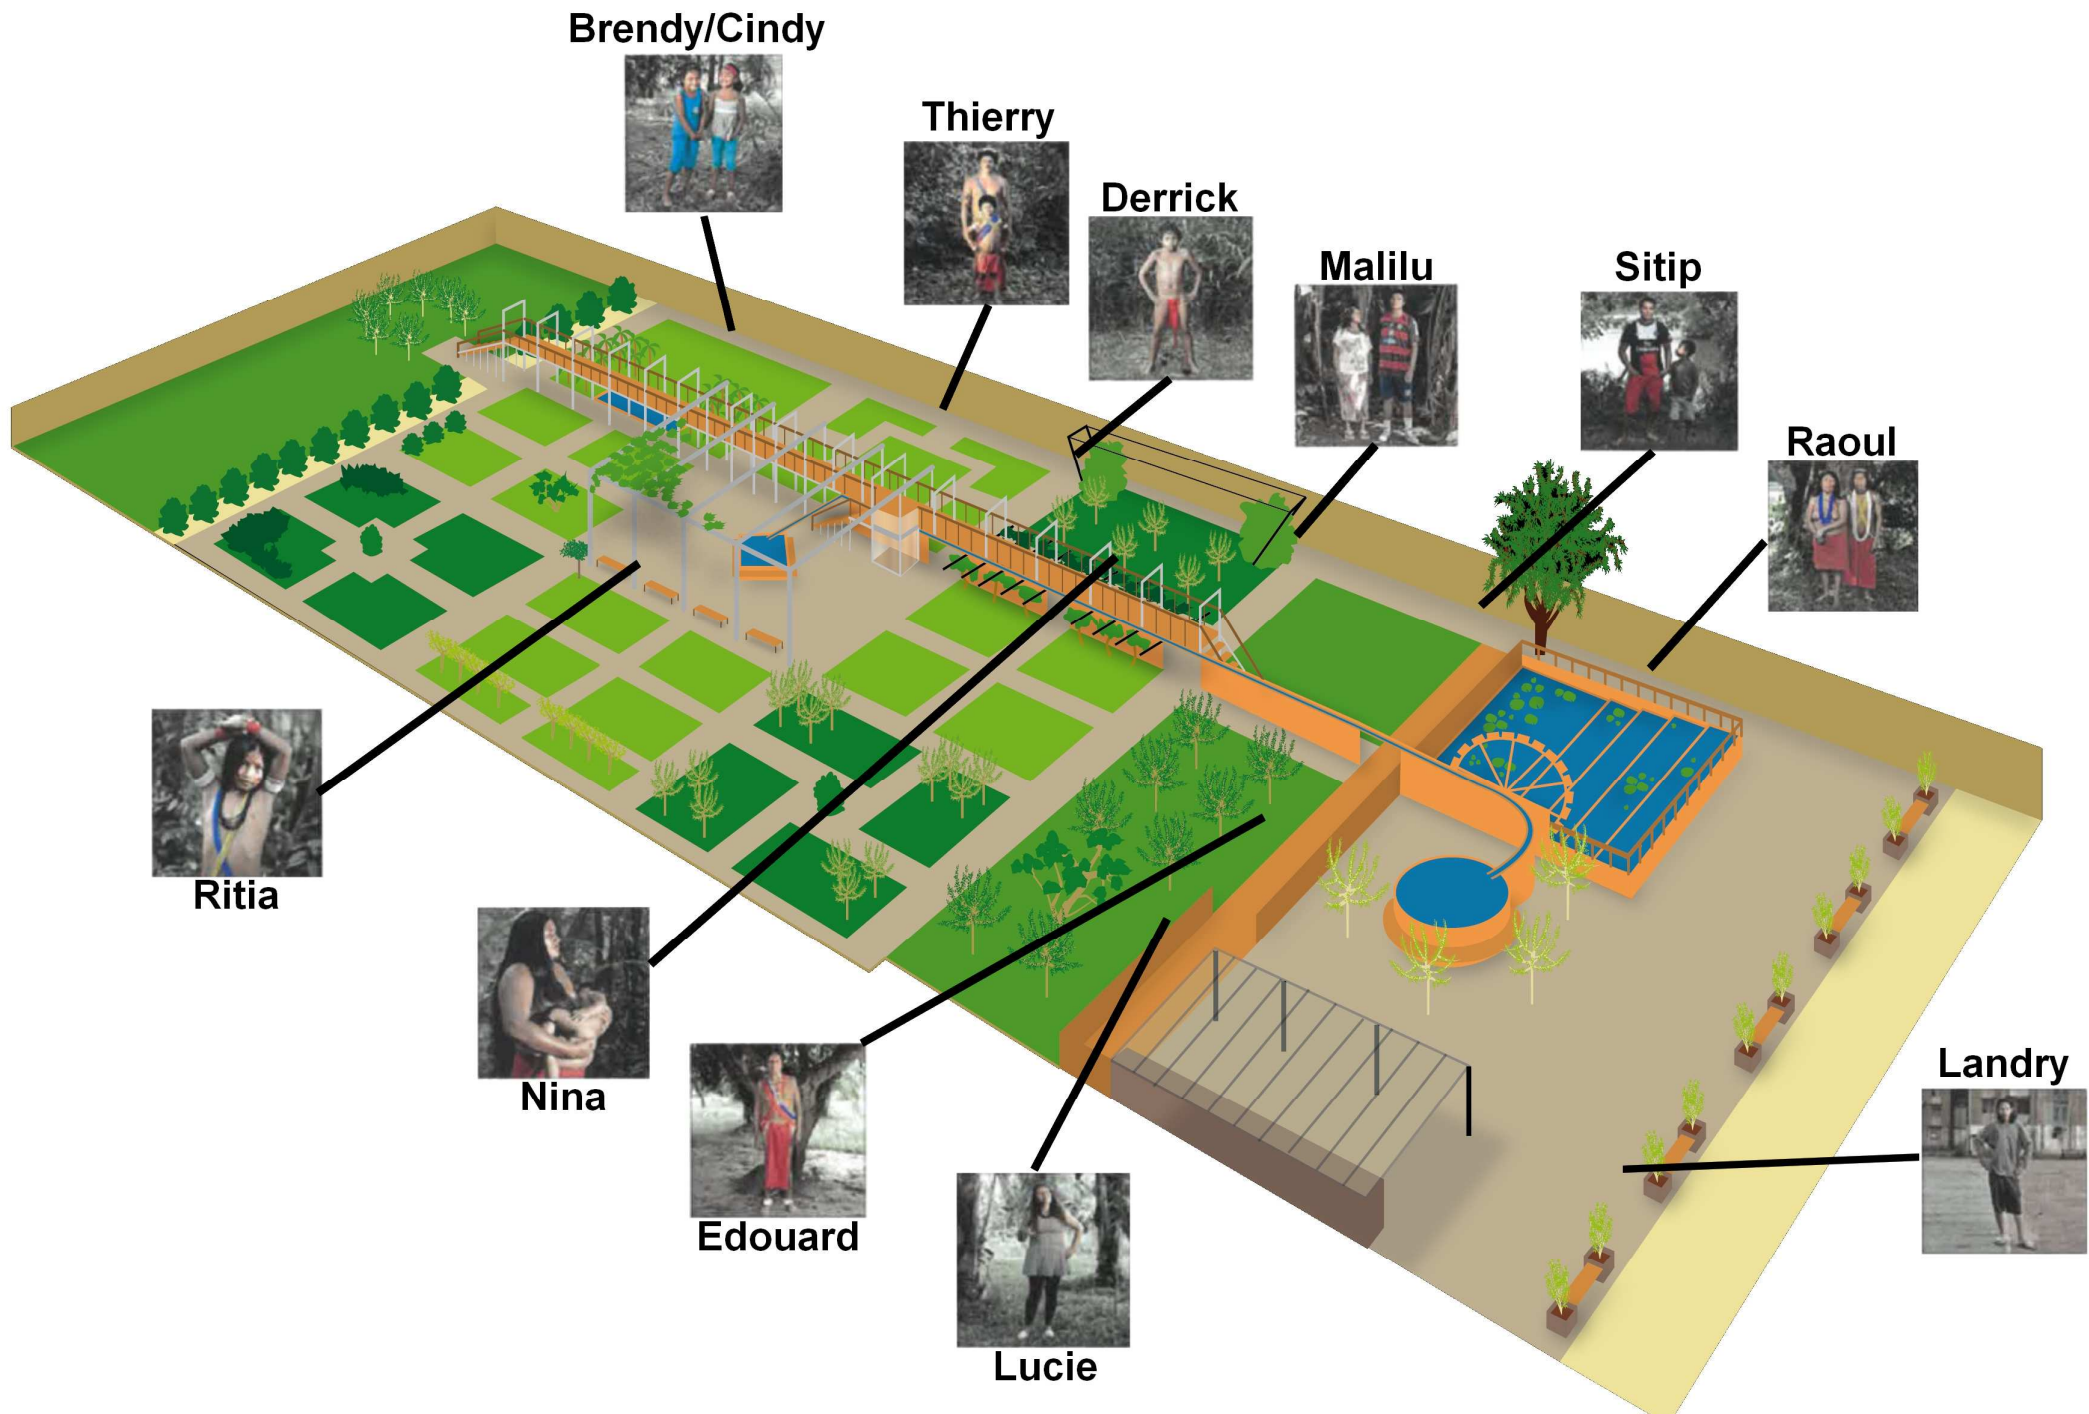 Brendy/Cindy
Thierry
Derrick
Malilu
Sitip
Raoul
Ritia
Nina
Edouard
Lucie
Landry